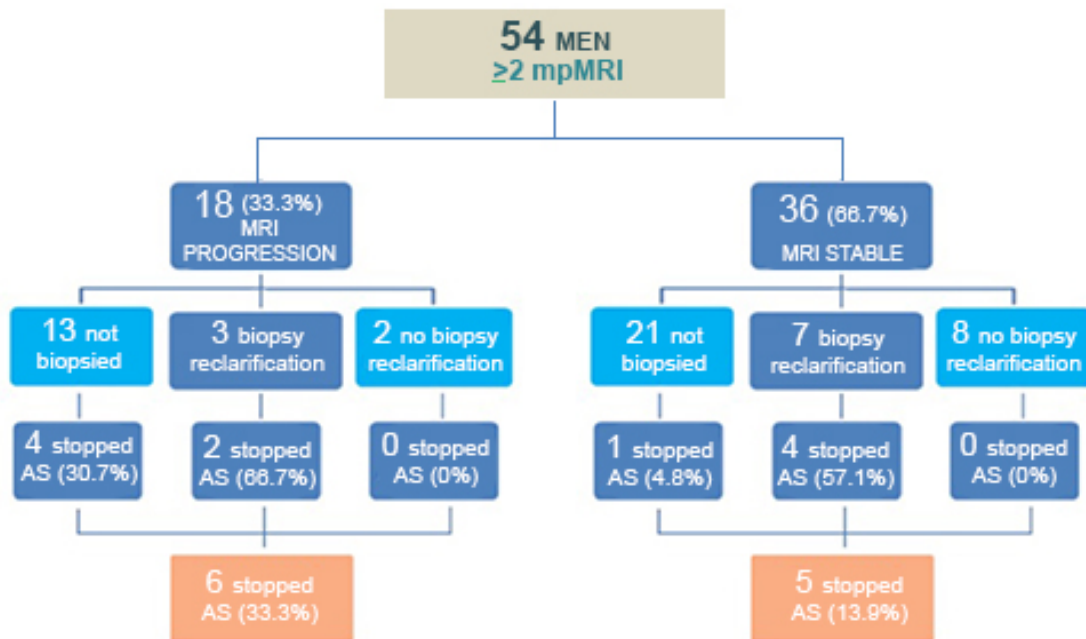 54 MEN
≥2 mpMRI
18 (33.3%)
MRI
PROGRESSION
36 (66.7%)
MRI STABLE
13 not
biopsied
3 biopsy
reclarification
2 no biopsy
reclarification
21 not
biopsied
7 biopsy
reclarification
8 no biopsy
reclarification
4 stopped
AS (30.7%)
2 stopped
AS (66.7%)
0 stopped
AS (0%)
1 stopped
AS (4.8%)
4 stopped
AS (57.1%)
0 stopped
AS (0%)
6 stopped
AS (33.3%)
5 stopped
AS (13.9%)